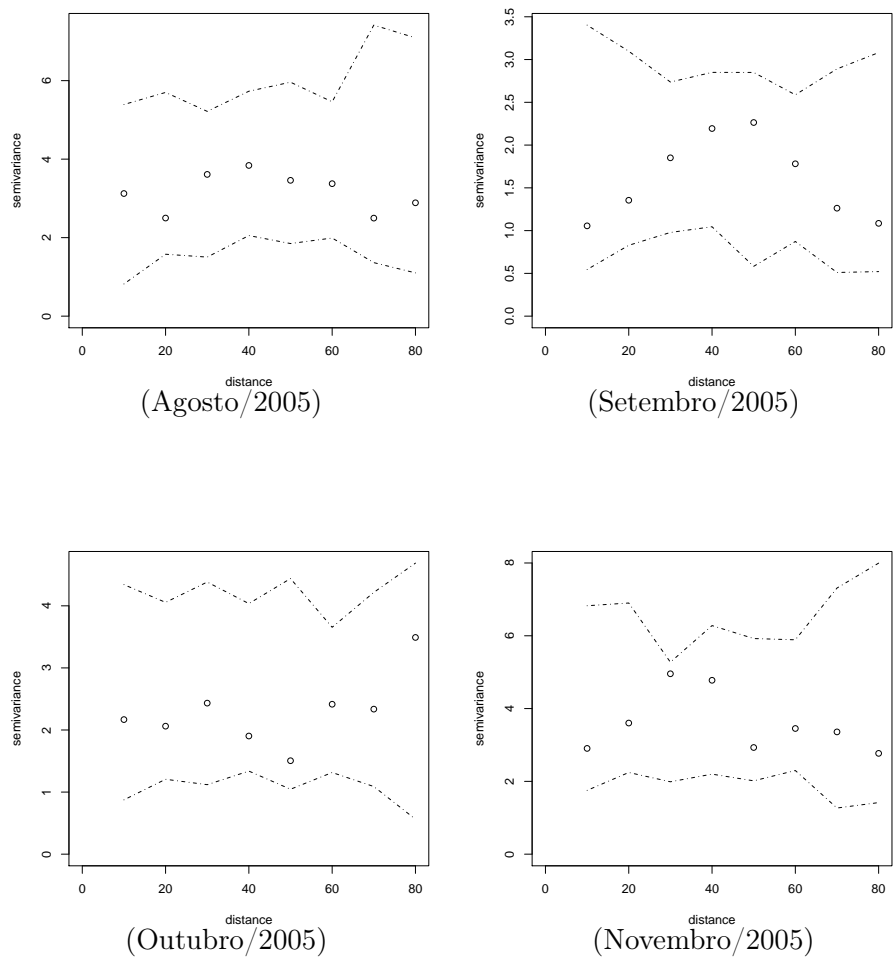 semivariance
0 2 4 6
0 20 40 60 80
distance
(Agosto/2005)
semivariance
0.0 0.5 1.0 1.5 2.0 2.5 3.0 3.5
0 20 40 60 80
distance
(Setembro/2005)
semivariance
0 1 2 3 4
0 20 40 60 80
distance
(Outubro/2005)
semivariance
0 2 4 6 8
0 20 40 60 80
distance
(Novembro/2005)